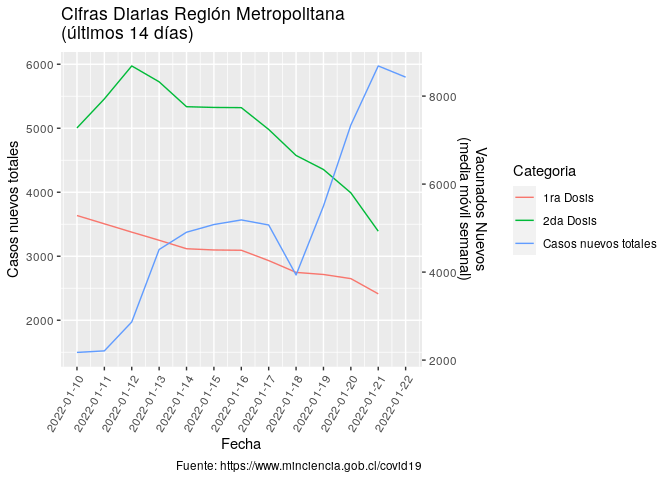 Cifras Diarias Región Metropolitana
(últimos 14 días)
6000
5000
4000
3000
2000
Casos nuevos totales
8000
6000
4000
2000
Vacunados Nuevos
(media móvil semanal)
2022-01-10
2022-01-11
2022-01-12
2022-01-13
2022-01-14
2022-01-15
2022-01-16
2022-01-17
2022-01-18
2022-01-19
2022-01-20
2022-01-21
2022-01-22
Fecha
Categoria
1ra Dosis
2da Dosis
Casos nuevos totales
Fuente: https://www.minciencia.gob.cl/covid19